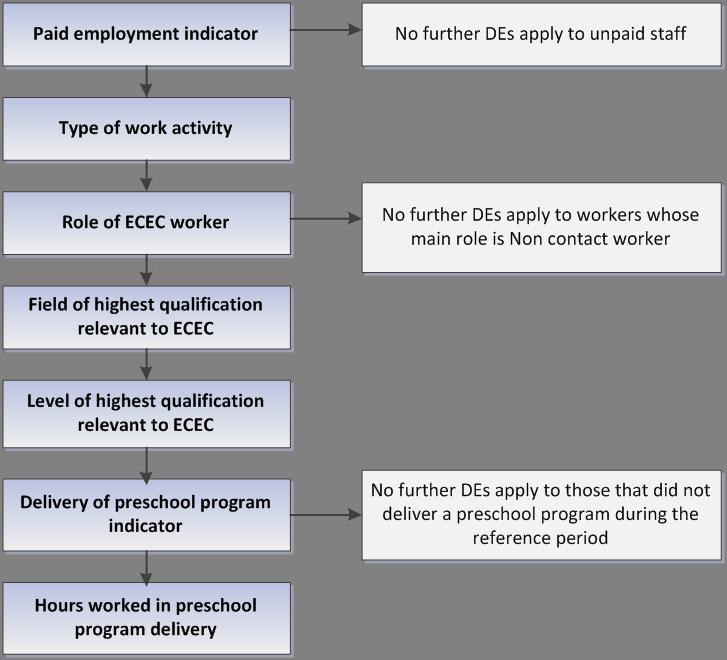 Paid employment indicator
No further DEs apply to unpaid staff
Type of work activity
Role of ECEC worker
No further DEs apply to workers whose
main role is Non contact worker
Field of highest qualification
relevant to ECEC
Level of highest qualification
relevant to ECEC
Delivery of preschool program
indicator
No further DEs apply to those that did not
deliver a preschool program during the
reference period
Hours worked in preschool
program delivery